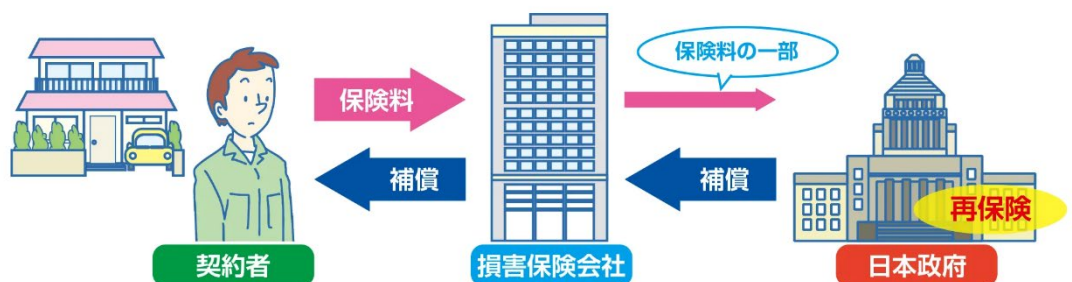 保険料の一部
保険料
補償
補償
再保険
契約者
損害保険会社
日本政府